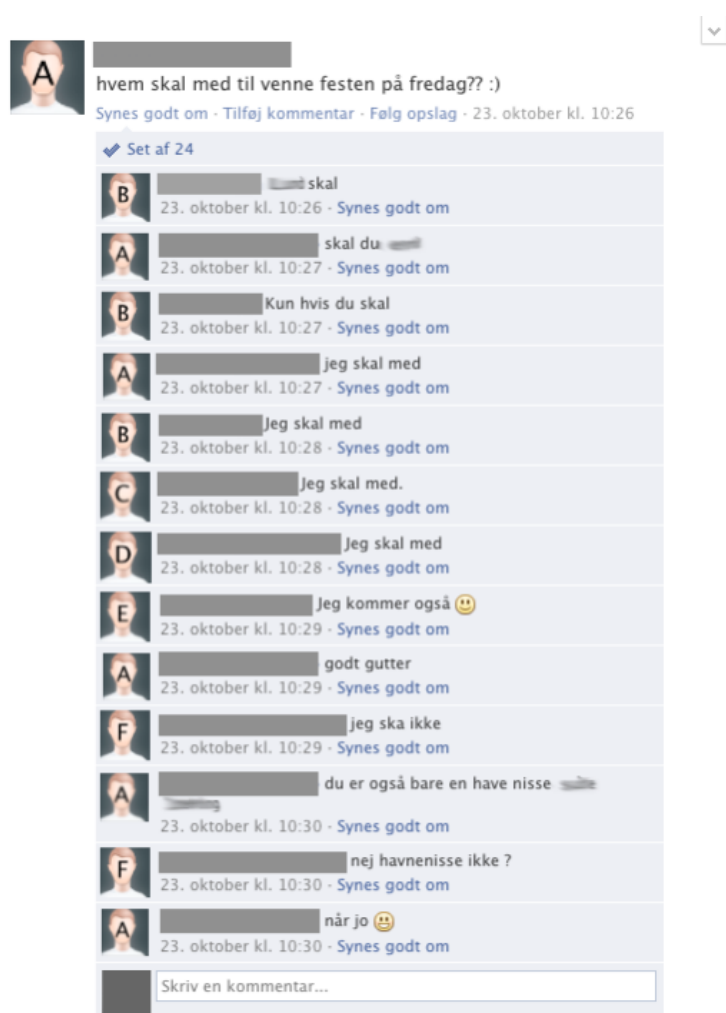 A
hvem skal med til venne festen på fredag?? :)
Synes godt om · Tilføj kommentar · Følg opslag · 23. oktober kl. 10:26
Set af 24
B skal
23. oktober kl. 10:26 · Synes godt om
A skal du
23. oktober kl. 10:27 · Synes godt om
B Kun hvis du skal
23. oktober kl. 10:27 · Synes godt om
A jeg skal med
23. oktober kl. 10:27 · Synes godt om
B Jeg skal med
23. oktober kl. 10:28 · Synes godt om
C Jeg skal med.
23. oktober kl. 10:28 · Synes godt om
D Jeg skal med
23. oktober kl. 10:28 · Synes godt om
E Jeg kommer også
23. oktober kl. 10:29 · Synes godt om
A godt gutter
23. oktober kl. 10:29 · Synes godt om
F jeg ska ikke
23. oktober kl. 10:29 · Synes godt om
A du er også bare en have nisse
23. oktober kl. 10:30 · Synes godt om
F nej havnenisse ikke ?
23. oktober kl. 10:30 · Synes godt om
A når jo
23. oktober kl. 10:30 · Synes godt om
Skriv en kommentar...